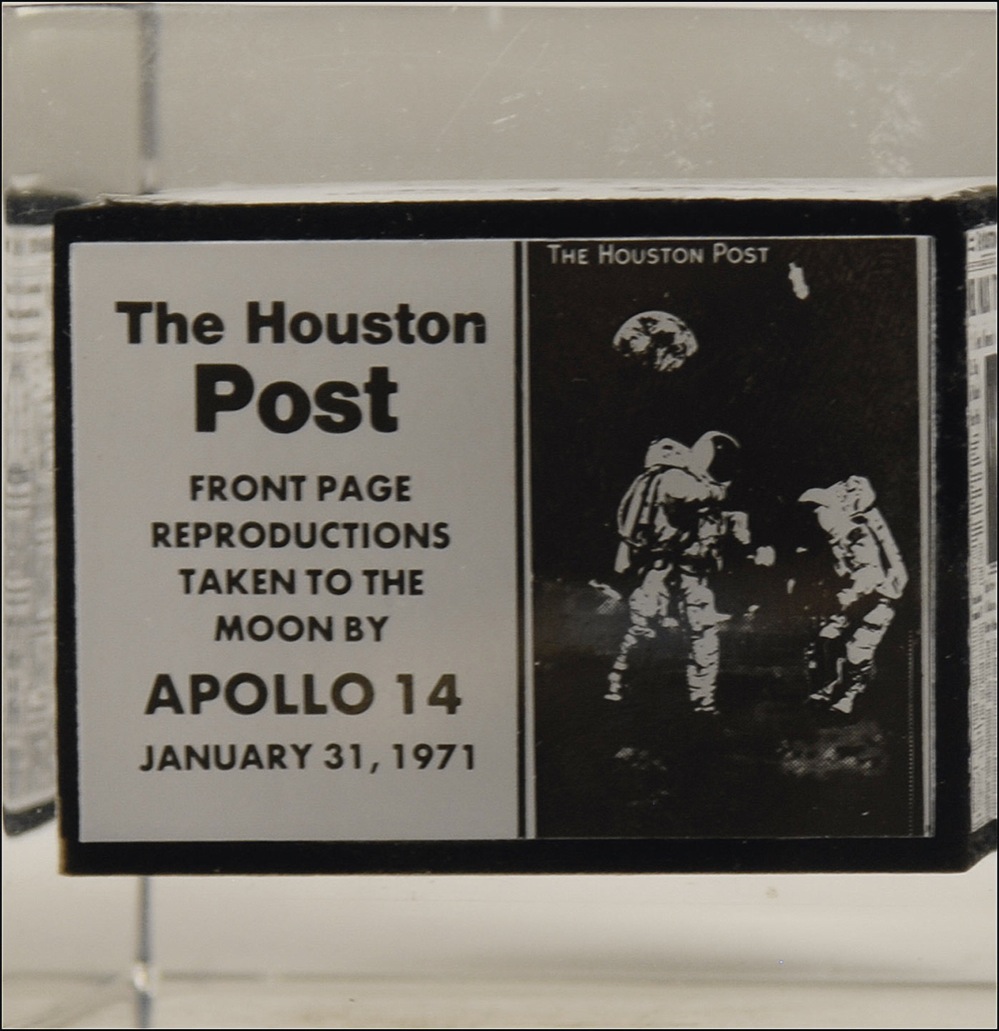 The Houston
Post
FRONT PAGE
REPRODUCTIONS
TAKEN TO THE
MOON BY
APOLLO 14
JANUARY 31, 1971
THE HOUSTON POST